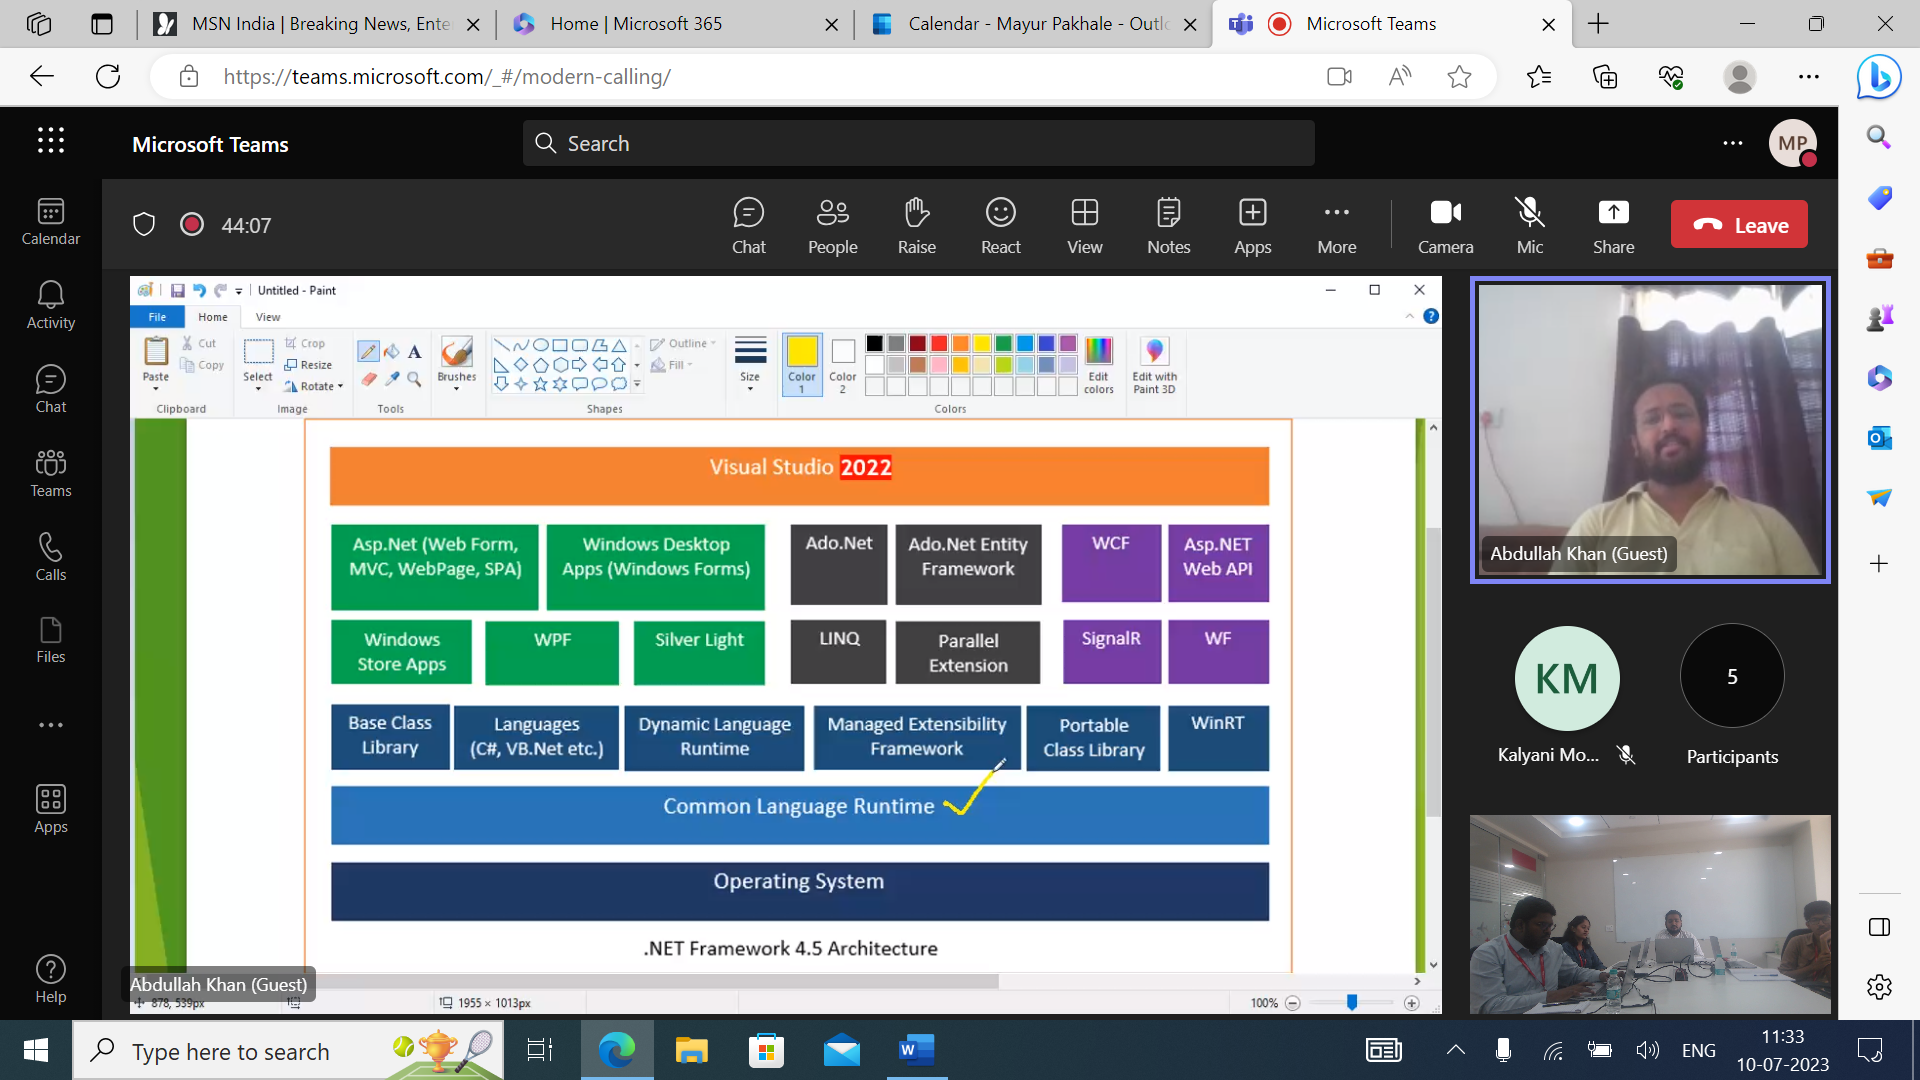 MSN India | Breaking News, Ente
Home | Microsoft 365
Calendar - Mayur Pakhale - Outlo
Microsoft Teams
https://teams.microsoft.com/_#/modern-calling/
Microsoft Teams
Search
MP
44:07
Chat
People
Raise
React
View
Notes
Apps
More
Camera
Mic
Share
Leave
Calendar
Activity
Chat
Teams
Calls
Files
Apps
Help
Untitled - Paint
File
Home
View
Paste
Cut
Copy
Clipboard
Select
Crop
Resize
Rotate
Image
Tools
Brushes
Shapes
Outline
Fill
Size
Color 1
Color 2
Colors
Edit colors
Edit with Paint 3D
Visual Studio 2022
Asp.Net (Web Form,
MVC, WebPage, SPA)
Windows Desktop
Apps (Windows Forms)
Ado.Net
Ado.Net Entity
Framework
WCF
Asp.NET
Web API
Windows
Store Apps
WPF
Silver Light
LINQ
Parallel
Extension
SignalR
WF
Base Class
Library
Languages
(C#, VB.Net etc.)
Dynamic Language
Runtime
Managed Extensibility
Framework
Portable
Class Library
WinRT
Common Language Runtime
Operating System
.NET Framework 4.5 Architecture
Abdullah Khan (Guest)
878, 539px
1955 × 1013px
100%
Abdullah Khan (Guest)
KM
Kalyani Mo...
5
Participants
Type here to search
ENG
11:33
10-07-2023